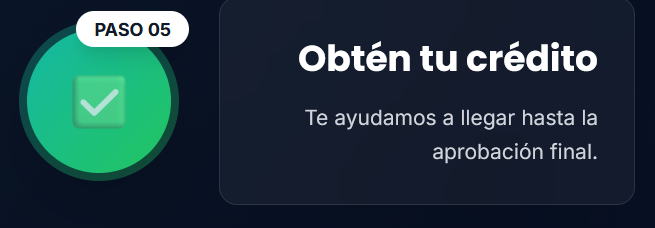 PASO 05
Obtén tu crédito
Te ayudamos a llegar hasta la
aprobación final.